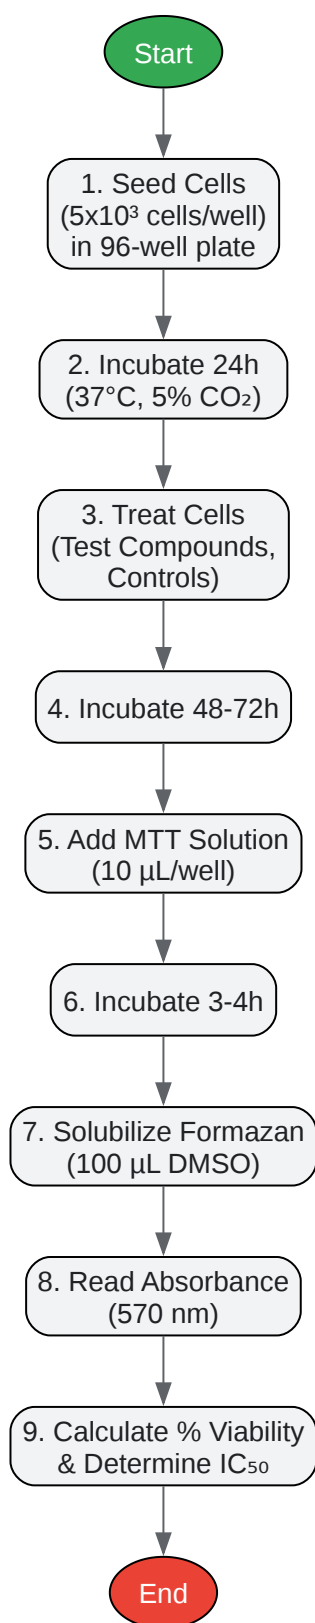 Start
1. Seed Cells
(5x10³ cells/well)
in 96-well plate
2. Incubate 24h
(37°C, 5% CO₂)
3. Treat Cells
(Test Compounds,
Controls)
4. Incubate 48-72h
5. Add MTT Solution
(10 µL/well)
6. Incubate 3-4h
7. Solubilize Formazan
(100 µL DMSO)
8. Read Absorbance
(570 nm)
9. Calculate % Viability
& Determine IC₅₀
End